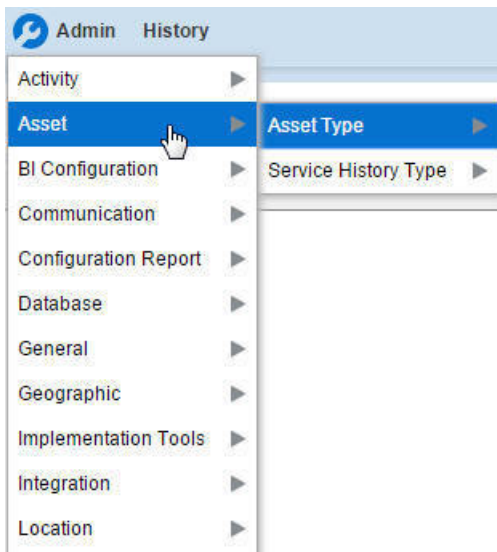 Admin History
Activity
Asset
Asset Type
BI Configuration
Service History Type
Communication
Configuration Report
Database
General
Geographic
Implementation Tools
Integration
Location